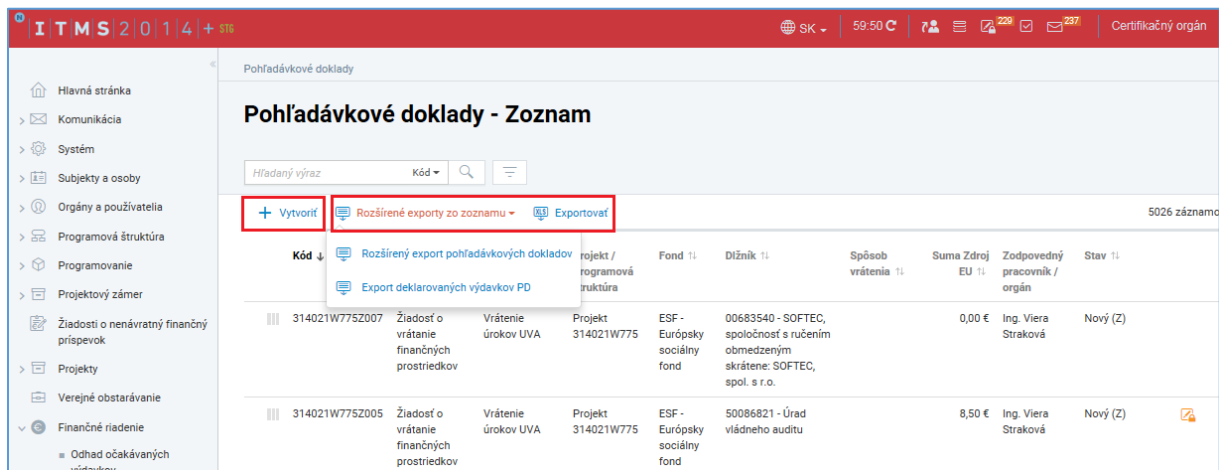 ITMS2014+ STG
SK 59:50 229 237 Certifikačný orgán
Pohľadávkové doklady
Hlavná stránka
Komunikácia
Systém
Subjekty a osoby
Orgány a používatelia
Programová štruktúra
Programovanie
Projektový zámer
Žiadosti o nenávratný finančný
príspevok
Projekty
Verejné obstarávanie
Finančné riadenie
Odhad očakávaných
výdavkov
Pohľadávkové doklady - Zoznam
Hľadaný výraz Kód
Vytvoriť Rozšírené exporty zo zoznamu XLS Exportovať
5026 záznamo
Rozšírený export pohľadávkových dokladov
Export deklarovaných výdavkov PD
Kód
rojekt /
rogramová
truktúra
Fond
Dlžník
Spôsob
vrátenia
Suma Zdroj
EU
Zodpovedný
pracovník /
orgán
Stav
314021W775Z007
Žiadosť o
vrátanie
finančných
prostriedkov
Vrátenie
úrokov UVA
Projekt
314021W775
ESF -
Európsky
sociálny
fond
00683540 - SOFTEC,
spoločnosť s ručením
obmedzeným
skrátene: SOFTEC,
spol. s r.o.
0,00 €
Ing. Viera
Straková
Nový (Z)
314021W775Z005
Žiadosť o
vrátanie
finančných
prostriedkov
Vrátenie
úrokov UVA
Projekt
314021W775
ESF -
Európsky
sociálny
fond
50086821 - Úrad
vládneho auditu
8,50 €
Ing. Viera
Straková
Nový (Z)